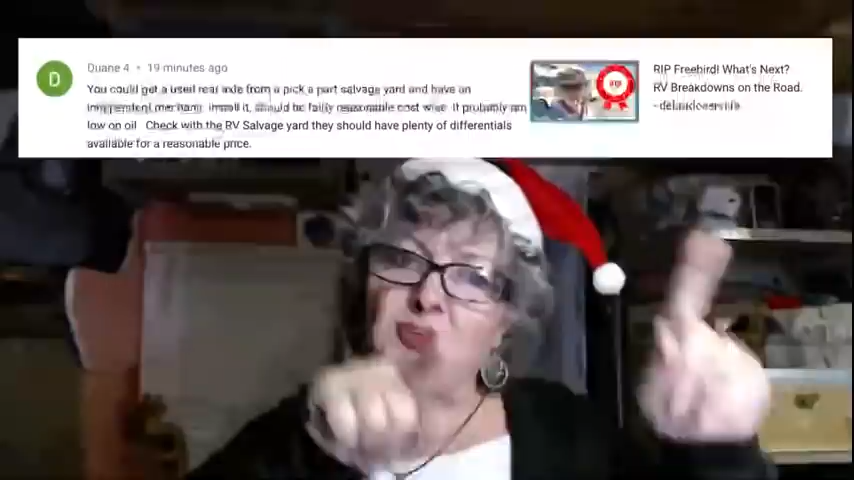 D
Duane 4 • 19 minutes ago
You could get a used rear axle from a pick a part salvage yard and have an
independent mechanic install it, should be fairly reasonable cost wise. It probably ran
low on oil. Check with the RV Salvage yard they should have plenty of differentials
available for a reasonable price.
RIP Freebird! What's Next?
RV Breakdowns on the Road.